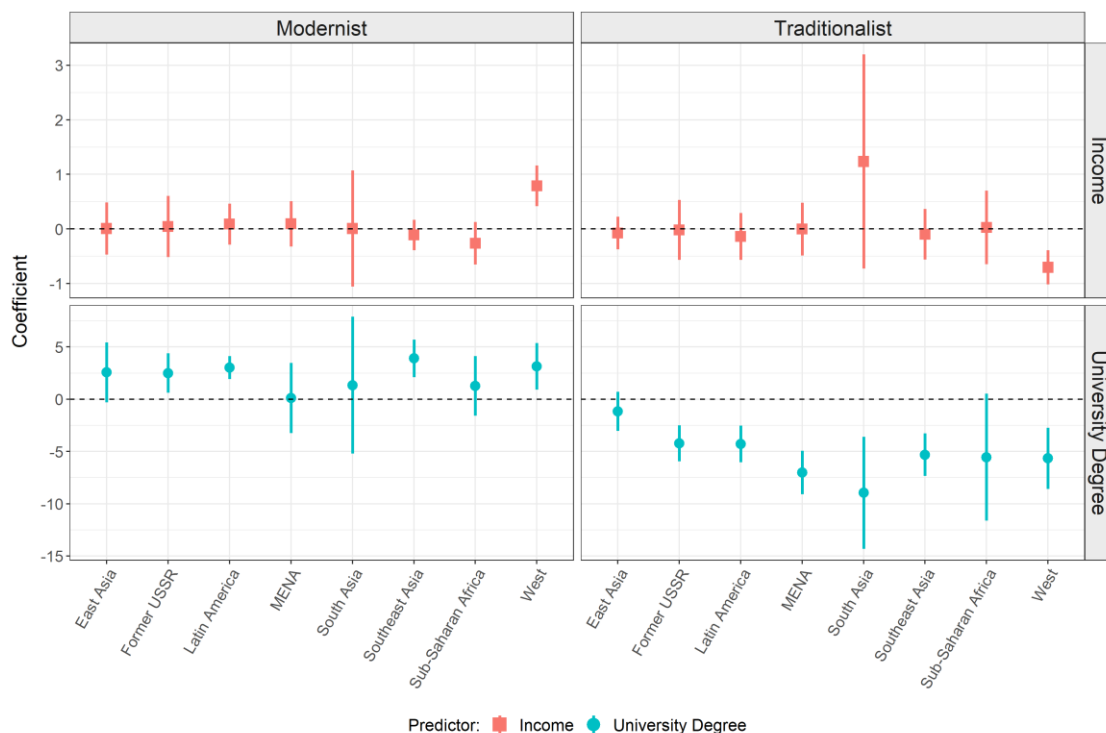 Modernist
Traditionalist
Coefficient
3
2
1
0
-1
Income
5
0
-5
-10
-15
University Degree
East Asia
Former USSR
Latin America
MENA
South Asia
Southeast Asia
Sub-Saharan Africa
West
East Asia
Former USSR
Latin America
MENA
South Asia
Southeast Asia
Sub-Saharan Africa
West
Predictor: Income University Degree